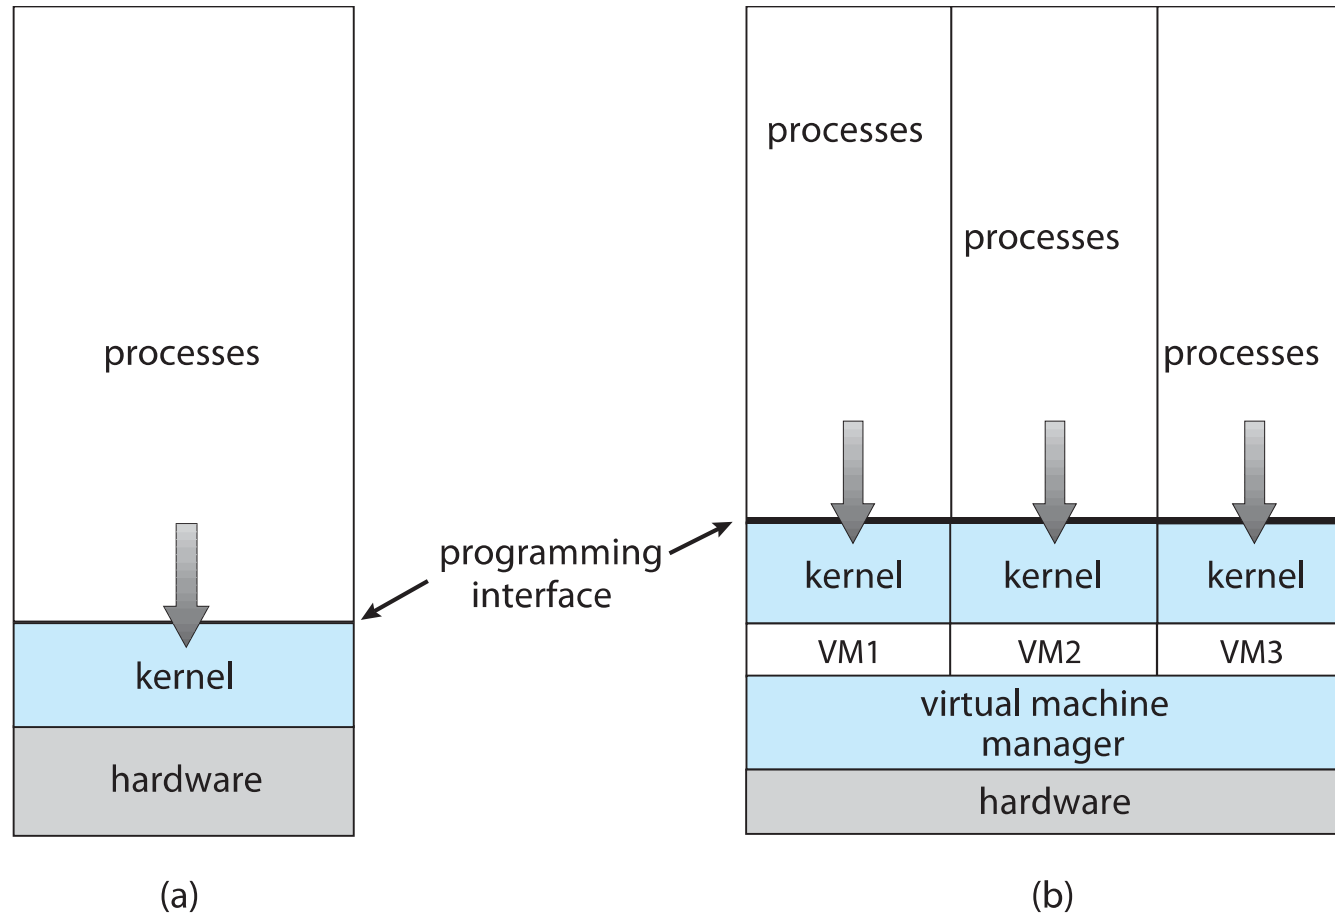 processes
kernel
hardware
(a)
programming
interface
processes
processes
processes
kernel
kernel
kernel
VM1
VM2
VM3
virtual machine
manager
hardware
(b)